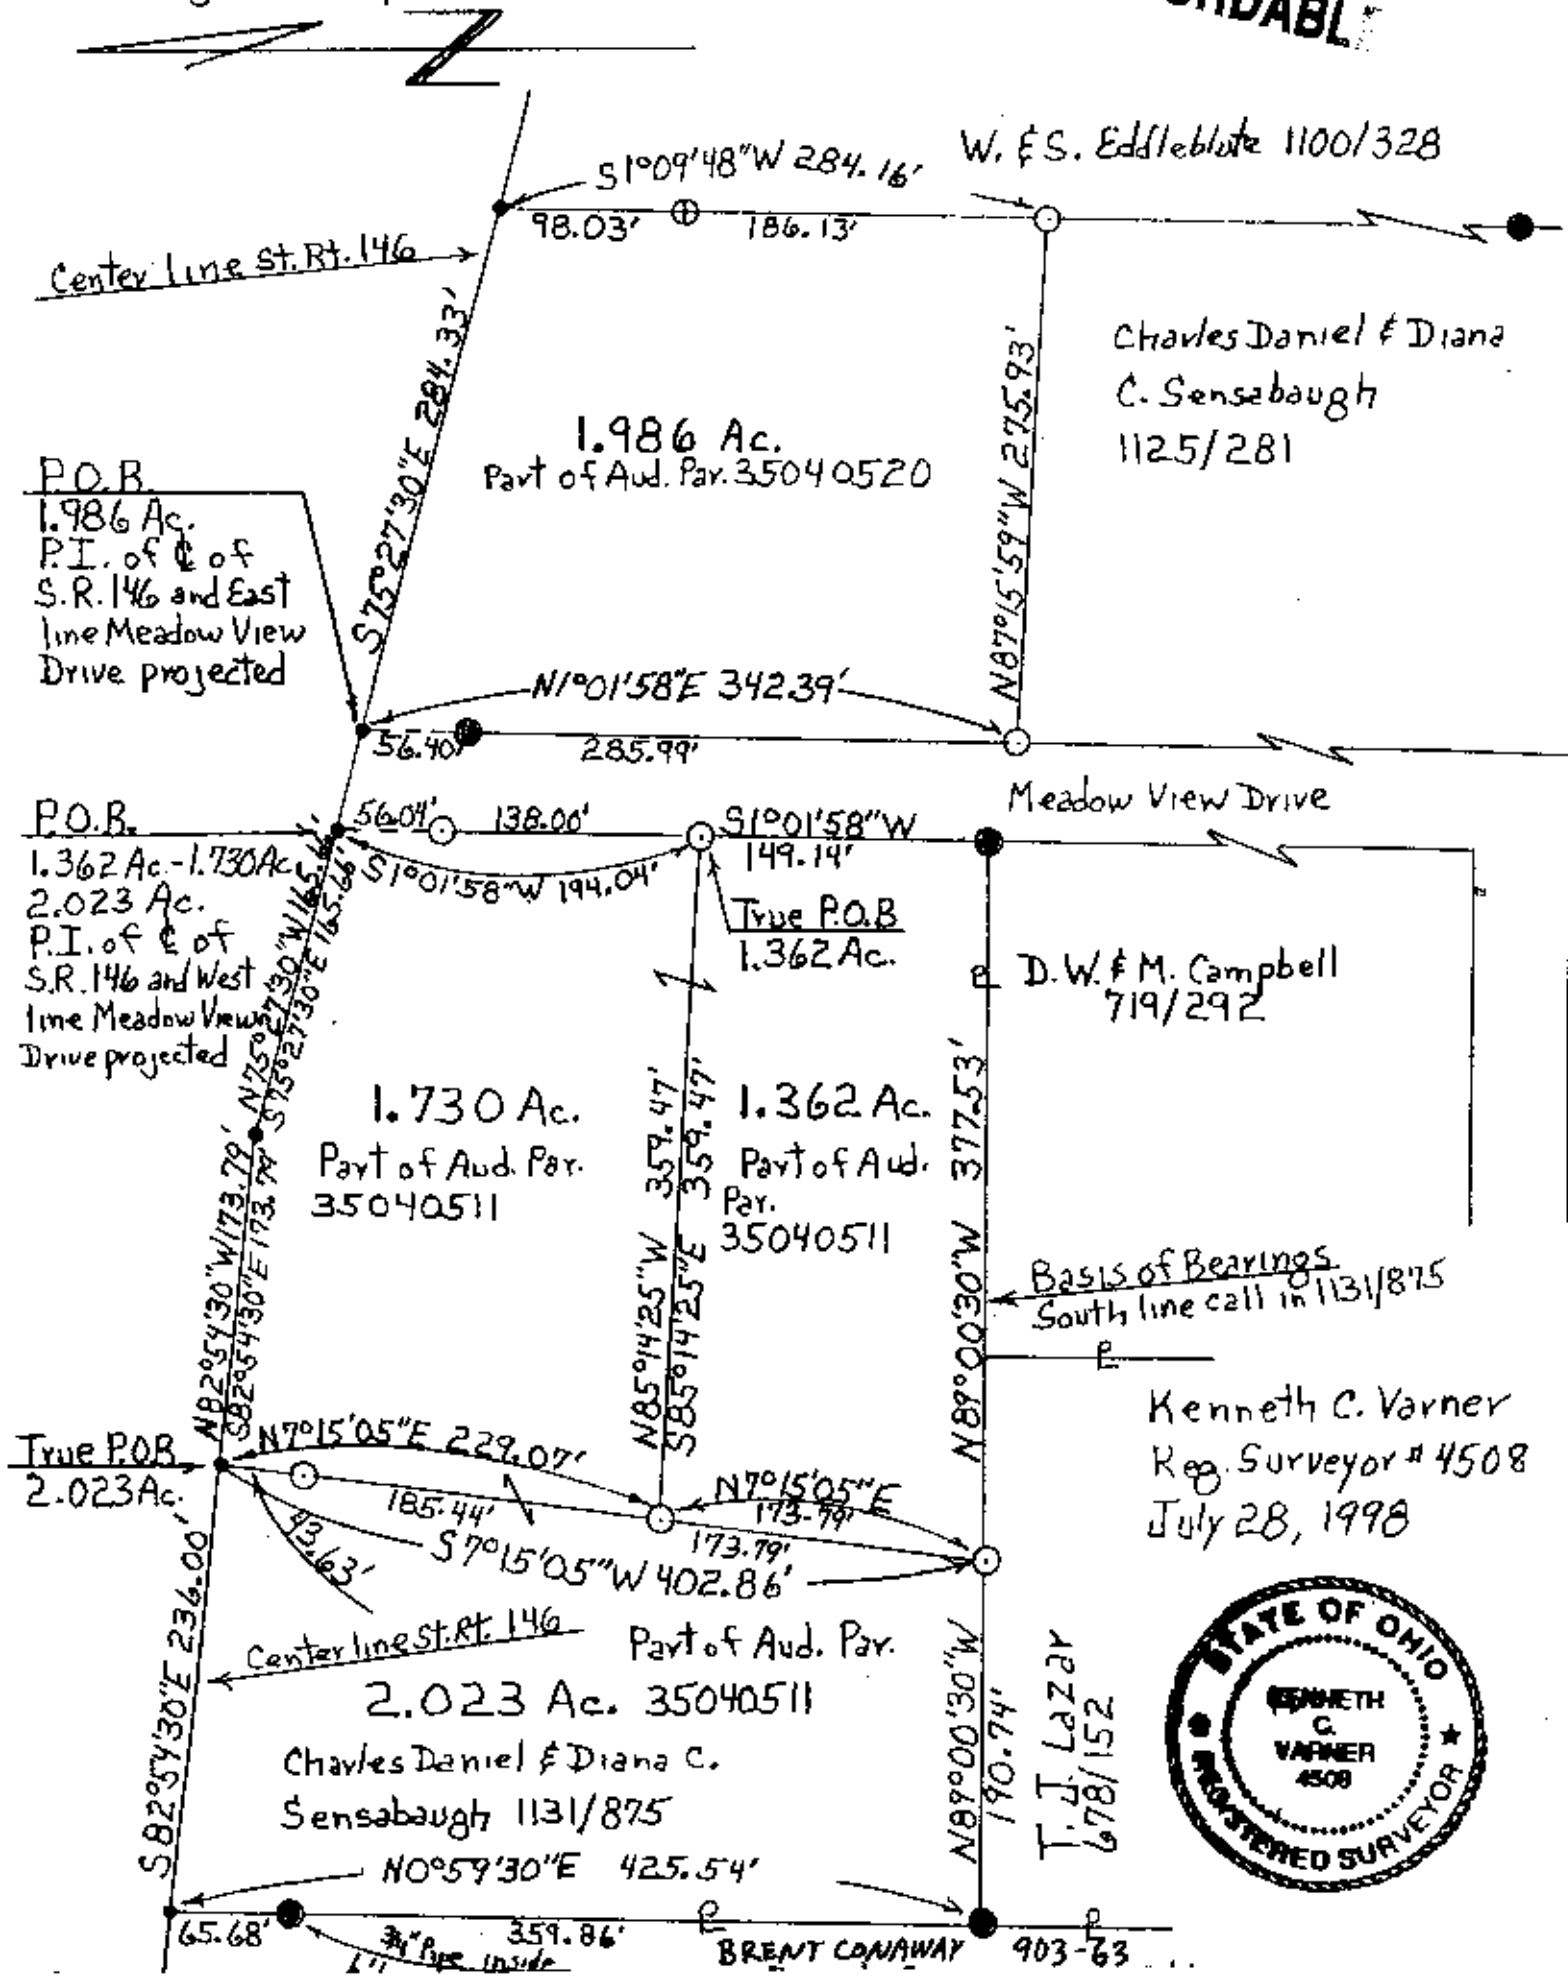 W. & S. Eddleblute 1100/328
S1°09'48"W 284.16'
98.03'
186.13'
Center line St. Rt. 146
S75°27'30"E 284.33'
N87°15'59"W 275.93'
Charles Daniel & Diana
C. Sensabaugh
1125/281
1.986 Ac.
Part of Aud. Par. 35040520
P.O.B.
1.986 Ac.
P.I. of ℄ of
S.R. 146 and East
line Meadow View
Drive projected
N1°01'58"E 342.39'
56.40'
285.99'
Meadow View Drive
P.O.B.
1.362 Ac.-1.730 Ac.
2.023 Ac.
P.I. of ℄ of
S.R. 146 and West
line Meadow View
Drive projected
56.04'
138.00'
S1°01'58"W
149.14'
S1°01'58"W 194.04'
True P.O.B
1.362 Ac.
N75°27'30"W 165.66'
S75°27'30"E 165.66'
D.W. & M. Campbell
719/292
1.730 Ac.
Part of Aud. Par.
35040511
N85°14'25"W 359.47'
S85°14'25"E 359.47'
1.362 Ac.
Part of Aud.
Par.
35040511
N89°00'30"W 377.53'
N82°54'30"W 173.79'
S82°54'30"E 173.79'
Basis of Bearings
South line call in 1131/875
Kenneth C. Varner
Reg. Surveyor # 4508
July 28, 1998
True P.O.B
2.023 Ac.
N7°15'05"E 229.07'
185.44'
43.63'
N7°15'05"E
173.79'
173.79'
S7°15'05"W 402.86'
S82°54'30"E 236.00'
Center line St. Rt. 146
Part of Aud. Par.
2.023 Ac. 35040511
Charles Daniel & Diana C.
Sensabaugh 1131/875
N89°00'30"W
190.74'
T. J. Lazar
678/152
STATE OF OHIO
KENNETH
C.
VARNER
4508
REGISTERED SURVEYOR
N0°59'30"E 425.54'
65.68'
359.86'
3/4" Pipe inside
BRENT CONAWAY 903-63